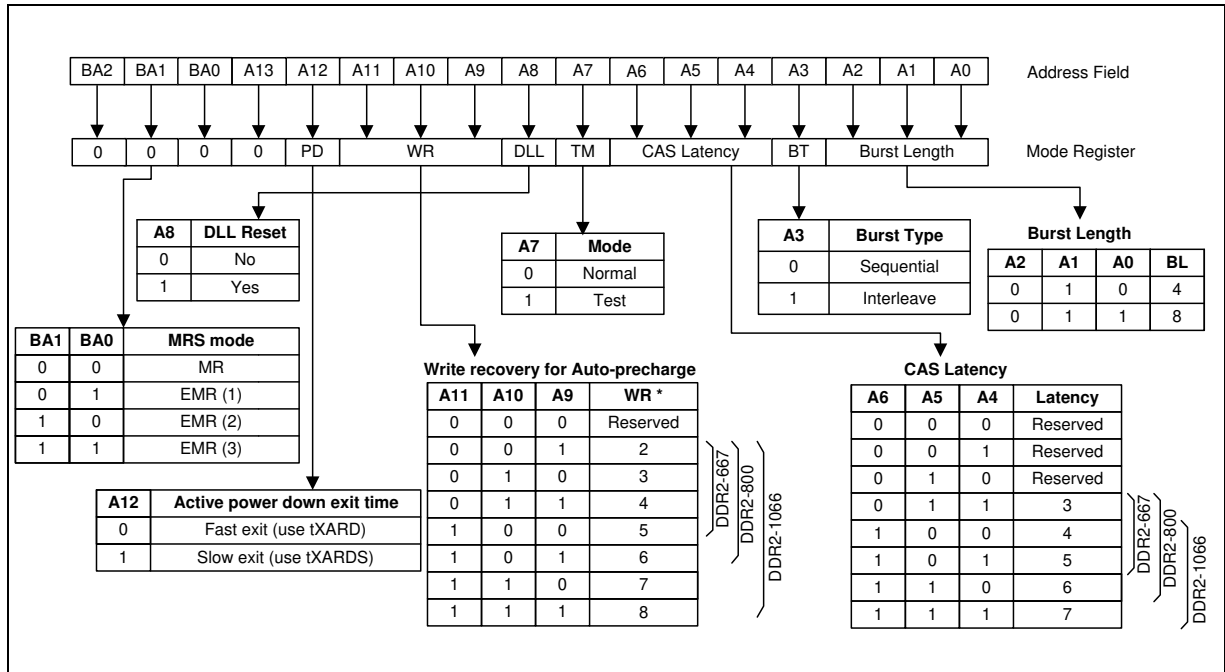 BA2 BA1 BA0 A13 A12 A11 A10 A9 A8 A7 A6 A5 A4 A3 A2 A1 A0 Address Field
0 0 0 0 PD WR DLL TM CAS Latency BT Burst Length Mode Register
A8 DLL Reset
0 No
1 Yes
A7 Mode
0 Normal
1 Test
A3 Burst Type
0 Sequential
1 Interleave
Burst Length
A2 A1 A0 BL
0 1 0 4
0 1 1 8
BA1 BA0 MRS mode
0 0 MR
0 1 EMR (1)
1 0 EMR (2)
1 1 EMR (3)
A12 Active power down exit time
0 Fast exit (use tXARD)
1 Slow exit (use tXARDS)
Write recovery for Auto-precharge
A11 A10 A9 WR *
0 0 0 Reserved
0 0 1 2
0 1 0 3
0 1 1 4
1 0 0 5
1 0 1 6
1 1 0 7
1 1 1 8
DDR2-667
DDR2-800
DDR2-1066
CAS Latency
A6 A5 A4 Latency
0 0 0 Reserved
0 0 1 Reserved
0 1 0 Reserved
0 1 1 3
1 0 0 4
1 0 1 5
1 1 0 6
1 1 1 7
DDR2-667
DDR2-800
DDR2-1066